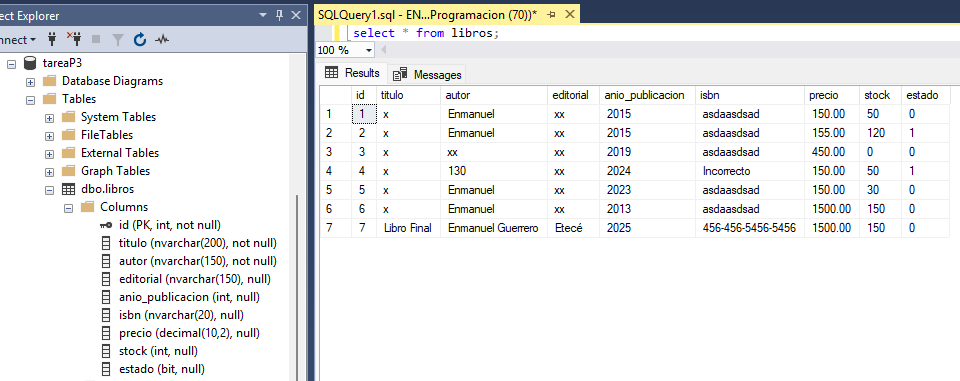 ct Explorer
nnect
tareaP3
Database Diagrams
Tables
System Tables
FileTables
External Tables
Graph Tables
dbo.libros
Columns
id (PK, int, not null)
titulo (nvarchar(200), not null)
autor (nvarchar(150), not null)
editorial (nvarchar(150), null)
anio_publicacion (int, null)
isbn (nvarchar(20), null)
precio (decimal(10,2), null)
stock (int, null)
estado (bit, null)
SQLQuery1.sql - EN...Programacion (70))*
select * from libros;
100 %
Results Messages
id titulo autor editorial anio_publicacion isbn precio stock estado
1 1 x Enmanuel xx 2015 asdaasdsad 150.00 50 0
2 2 x Enmanuel xx 2015 asdaasdsad 155.00 120 1
3 3 x xx xx 2019 asdaasdsad 450.00 0 0
4 4 x 130 xx 2024 Incorrecto 150.00 50 1
5 5 x Enmanuel xx 2023 asdaasdsad 150.00 30 0
6 6 x Enmanuel xx 2013 asdaasdsad 1500.00 150 0
7 7 Libro Final Enmanuel Guerrero Etecé 2025 456-456-5456-5456 1500.00 150 0